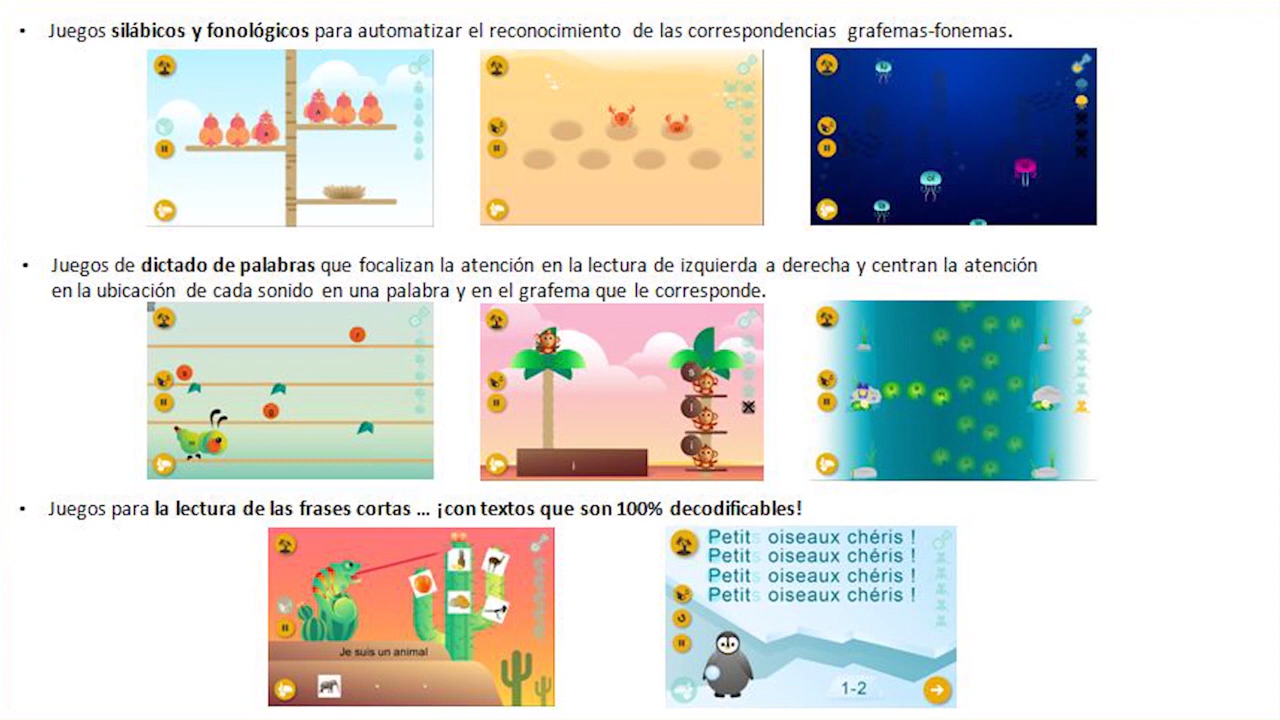 • Juegos silábicos y fonológicos para automatizar el reconocimiento de las correspondencias grafemas-fonemas.
• Juegos de dictado de palabras que focalizan la atención en la lectura de izquierda a derecha y centran la atención
en la ubicación de cada sonido en una palabra y en el grafema que le corresponde.
• Juegos para la lectura de las frases cortas ... ¡con textos que son 100% decodificables!
Petits oiseaux chéris !
Petits oiseaux chéris !
Petits oiseaux chéris !
Petits oiseaux chéris !
Je suis un animal
1-2